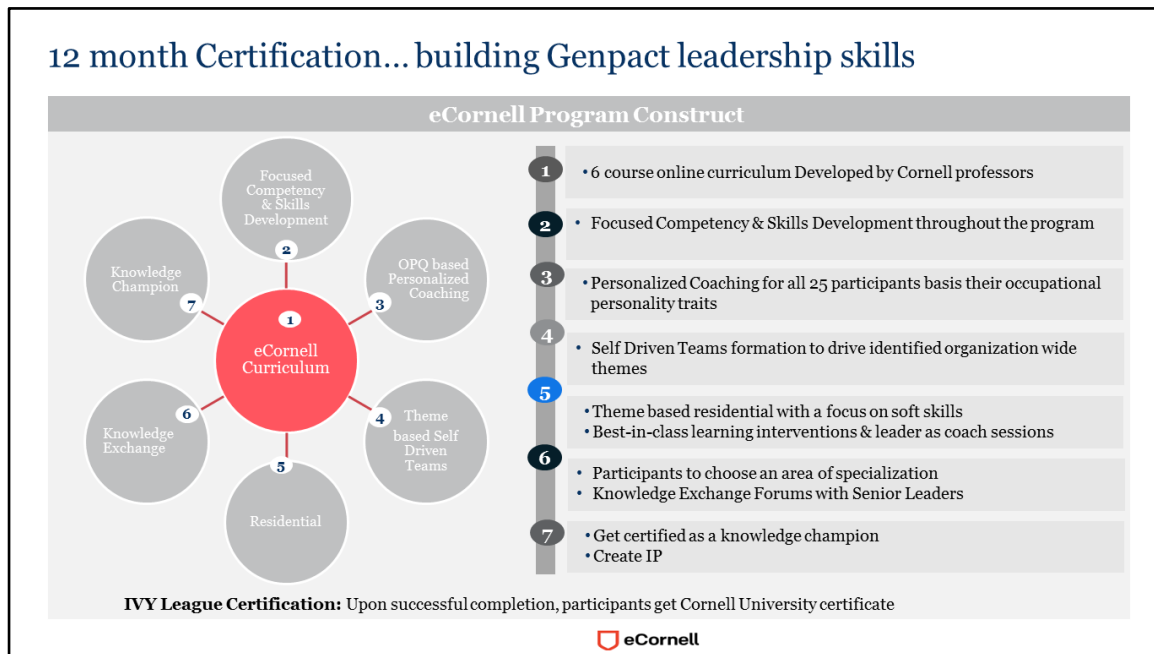 12 month Certification... building Genpact leadership skills
eCornell Program Construct
Focused
Competency
& Skills
Development
2
OPQ based
Personalized
Coaching
3
Knowledge
Champion
7
1
eCornell
Curriculum
Knowledge
Exchange
6
Theme
based Self
Driven
Teams
4
5
Residential
1
• 6 course online curriculum Developed by Cornell professors
2
• Focused Competency & Skills Development throughout the program
3
• Personalized Coaching for all 25 participants basis their occupational
personality traits
4
• Self Driven Teams formation to drive identified organization wide
themes
5
• Theme based residential with a focus on soft skills
• Best-in-class learning interventions & leader as coach sessions
6
• Participants to choose an area of specialization
• Knowledge Exchange Forums with Senior Leaders
7
• Get certified as a knowledge champion
• Create IP
IVY League Certification: Upon successful completion, participants get Cornell University certificate
eCornell